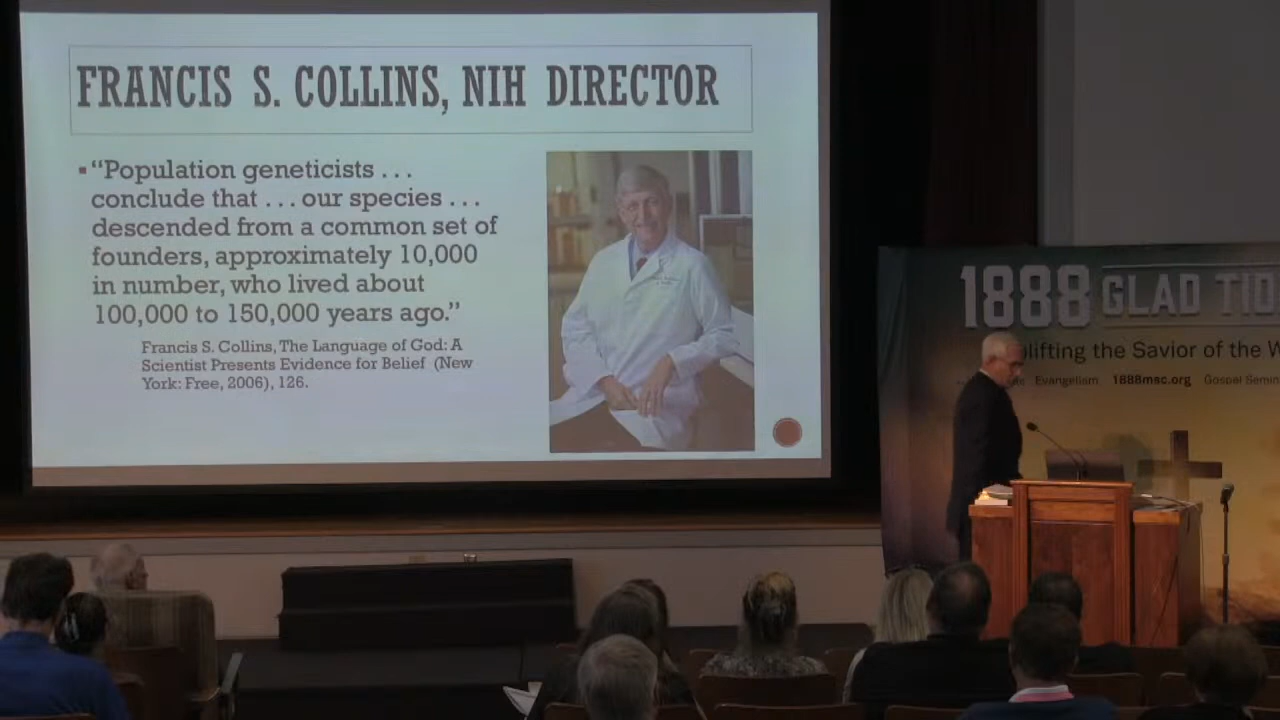 FRANCIS S. COLLINS, NIH DIRECTOR
“Population geneticists . . .
conclude that . . . our species . . .
descended from a common set of
founders, approximately 10,000
in number, who lived about
100,000 to 150,000 years ago.”
Francis S. Collins, The Language of God: A
Scientist Presents Evidence for Belief (New
York: Free, 2006), 126.
1888 GLAD TID
plifting the Savior of the W
Evangelism 1888msc.org Gospel Semin